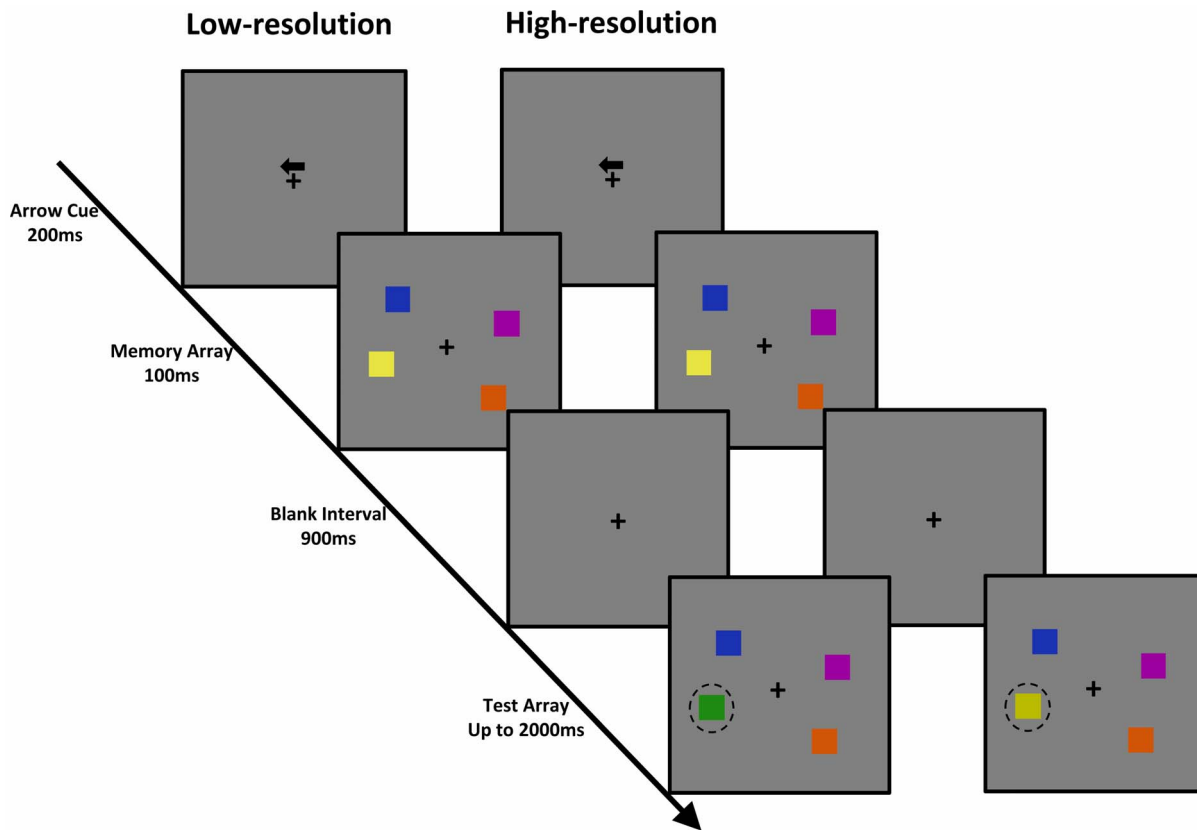 Low-resolution
High-resolution
Arrow Cue
200ms
Memory Array
100ms
Blank Interval
900ms
Test Array
Up to 2000ms